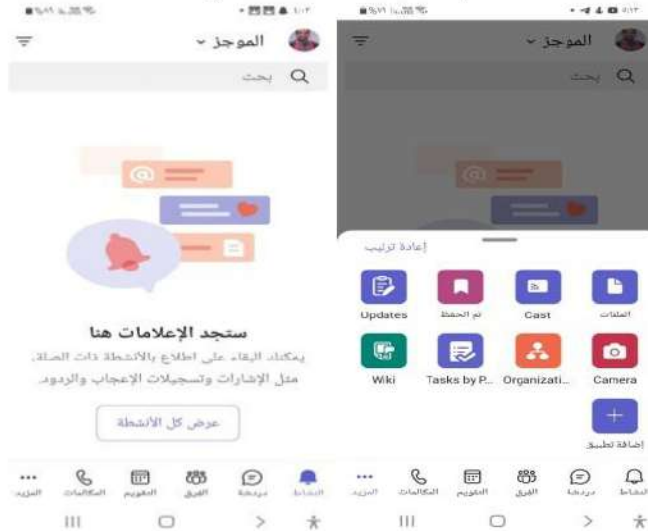 الموجز
بحث
ستجد الإعلامات هنا
يمكنك البقاء على اطلاع بالأنشطة ذات الصلة،
مثل الإشارات وتسجيلات الإعجاب والردود.
عرض كل الأنشطة
النشاط
دردشة
الفرق
التقويم
المكالمات
المزيد
الموجز
بحث
إعادة ترتيب
الملفات
Cast
تم الحفظ
Updates
Camera
Organizati...
Tasks by P...
Wiki
إضافة تطبيق
النشاط
دردشة
الفرق
التقويم
المكالمات
المزيد